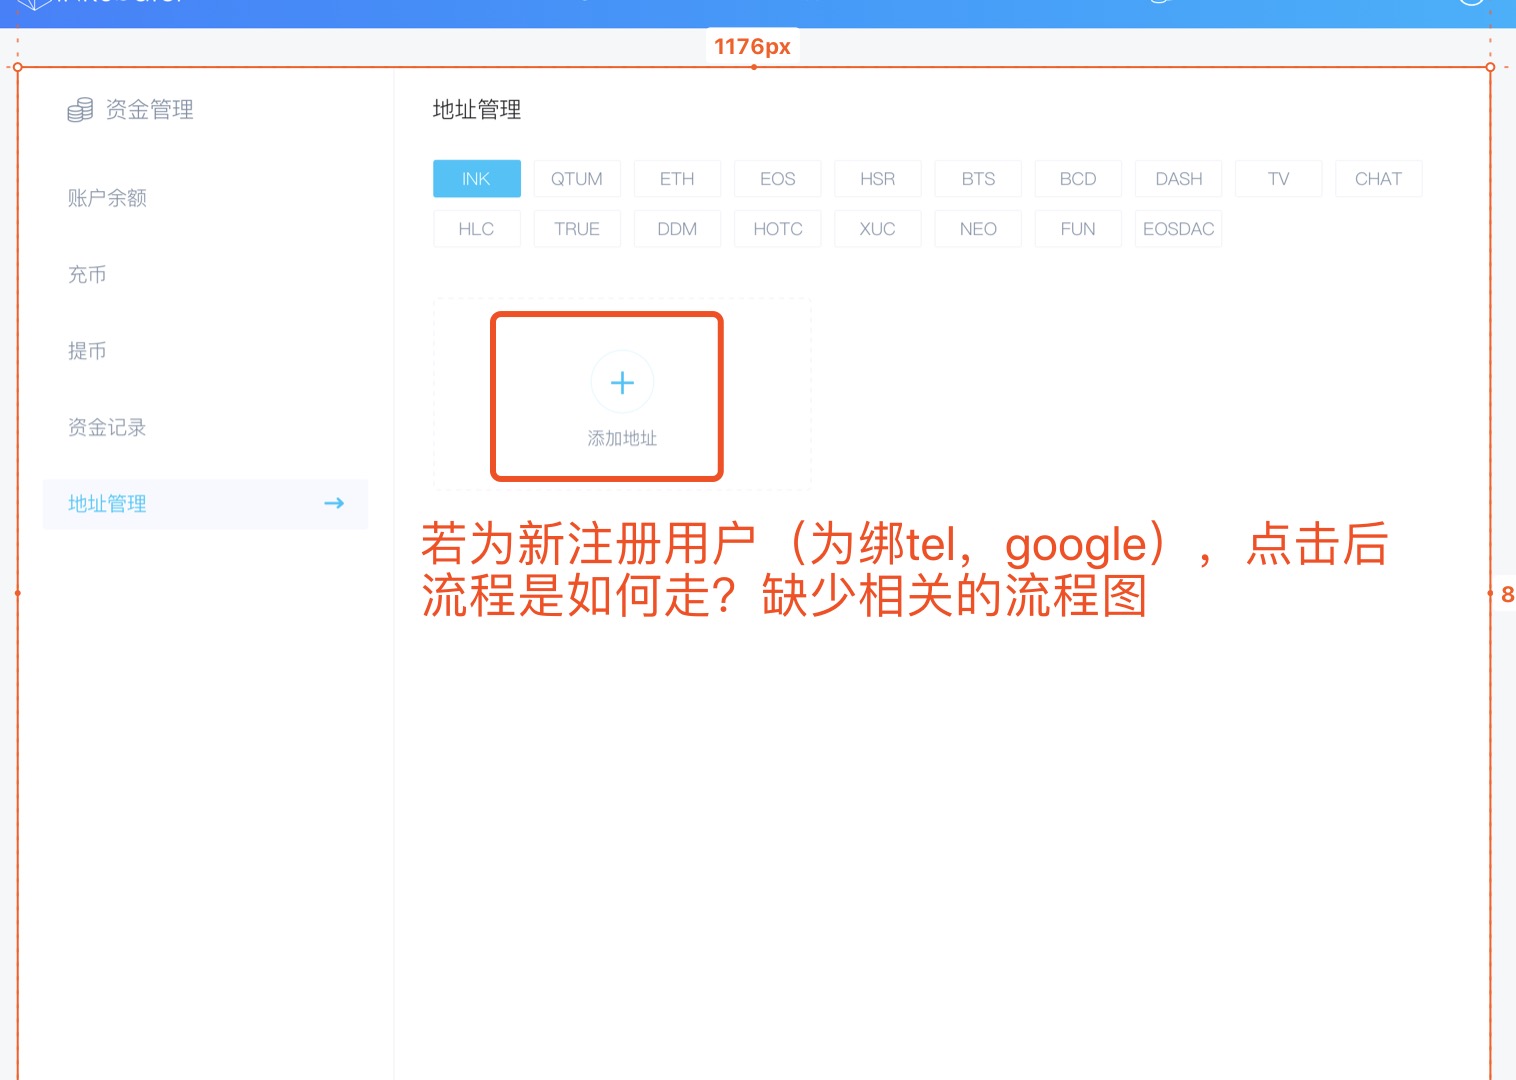 1176px
资金管理
地址管理
INK QTUM ETH EOS HSR BTS BCD DASH TV CHAT
HLC TRUE DDM HOTC XUC NEO FUN EOSDAC
账户余额
充币
提币
资金记录
地址管理
添加地址
若为新注册用户（为绑tel，google），点击后
流程是如何走？缺少相关的流程图
8